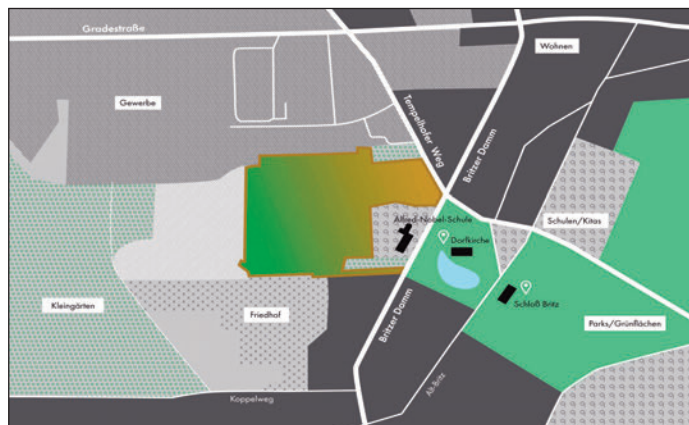 Gradestraße
Wohnen
Gewerbe
Tempelhofer Weg
Britzer Damm
Alfred-Nobel-Schule
Schulen/Kitas
Dorfkirche
Kleingärten
Friedhof
Schloß Britz
Britzer Damm
Parks/Grünflächen
Alt-Britz
Koppelweg